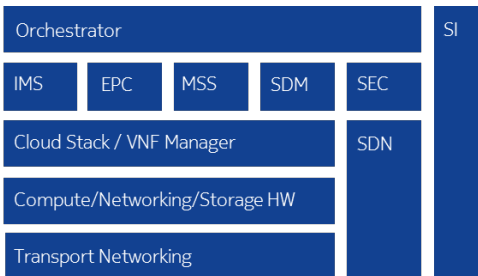 Orchestrator
SI
IMS
EPC
MSS
SDM
SEC
Cloud Stack / VNF Manager
SDN
Compute/Networking/Storage HW
Transport Networking